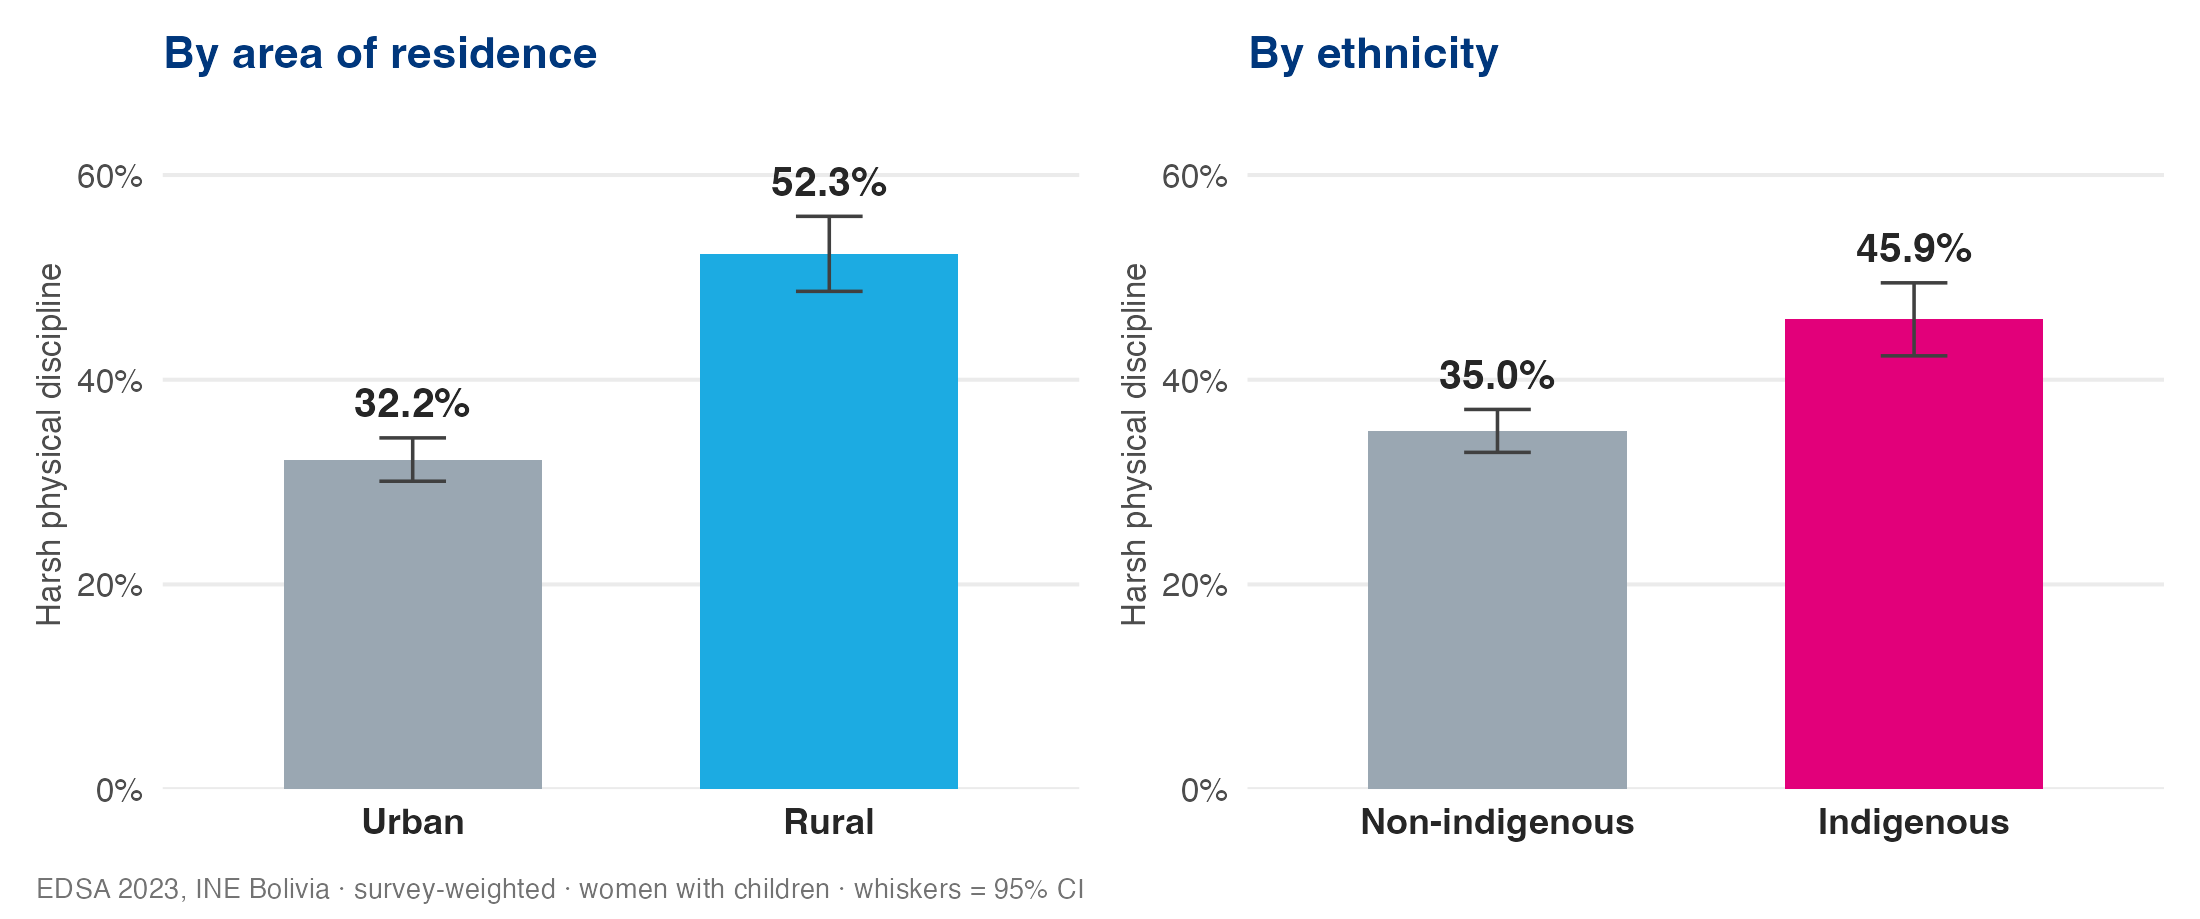 By area of residence
Harsh physical discipline
60%
40%
20%
0%
32.2%
52.3%
Urban
Rural
By ethnicity
Harsh physical discipline
60%
40%
20%
0%
35.0%
45.9%
Non-indigenous
Indigenous
EDSA 2023, INE Bolivia · survey-weighted · women with children · whiskers = 95% CI